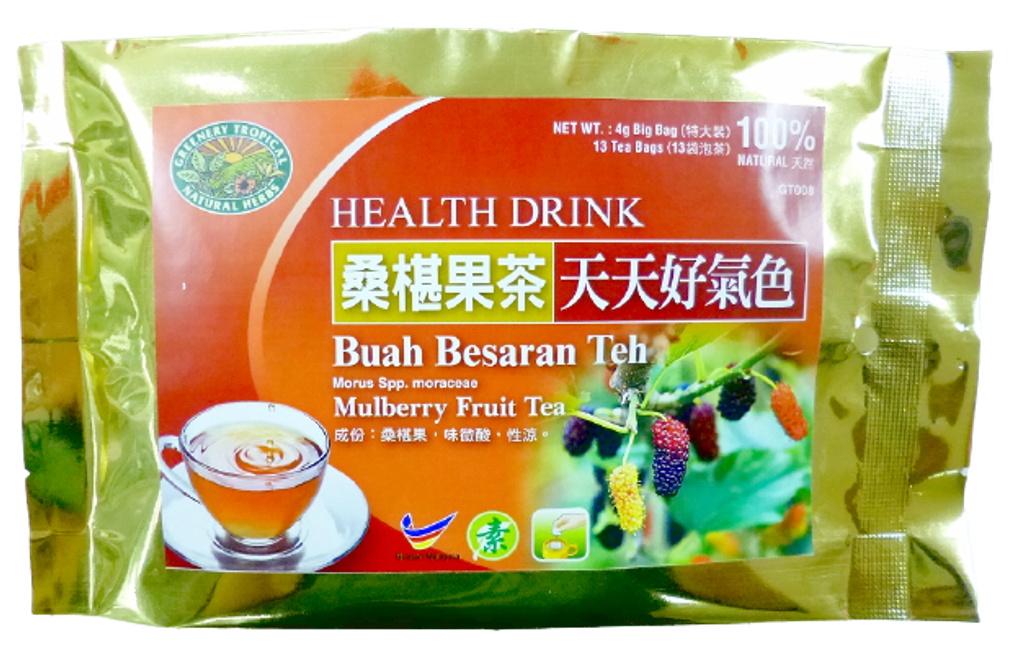 GREENERY TROPICAL
NATURAL HERBS
NET WT. : 4g Big Bag (特大裝)
13 Tea Bags (13袋泡茶)
100%
NATURAL 天然
GT008
HEALTH DRINK
桑椹果茶 天天好氣色
Buah Besaran Teh
Morus Spp. moraceae
Mulberry Fruit Tea
成份：桑椹果，味微酸，性涼。
素